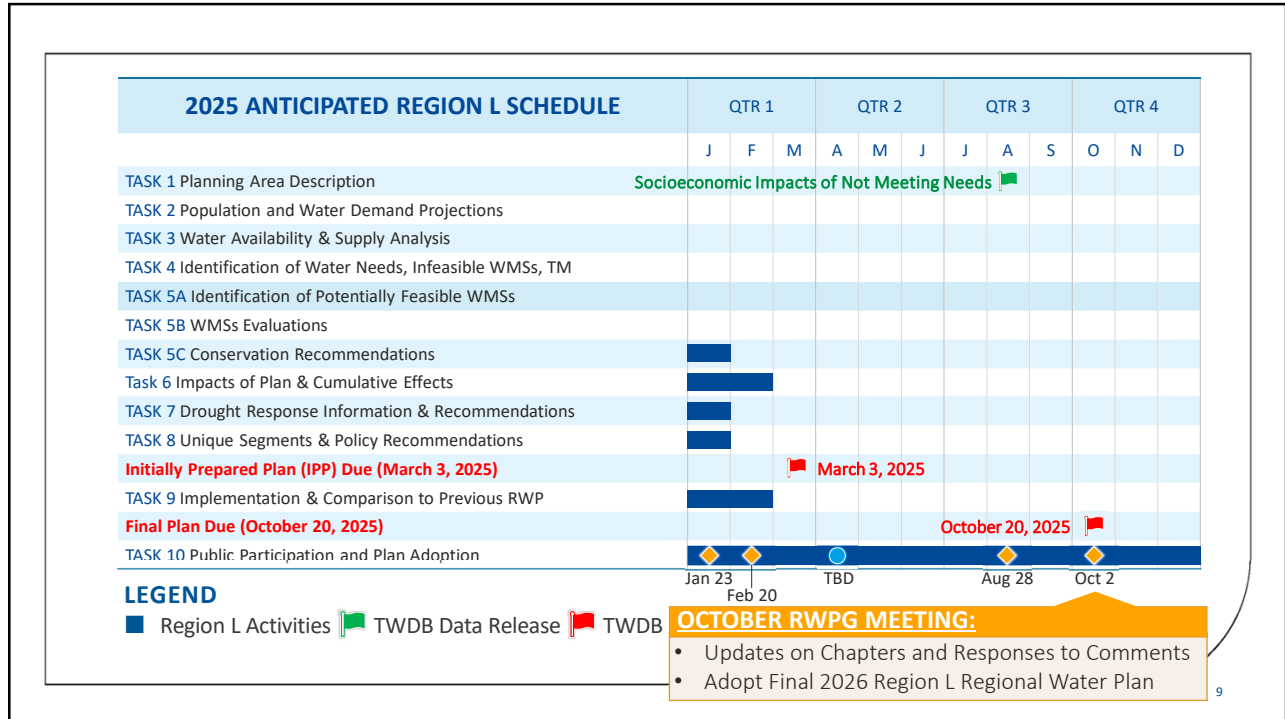 2025 ANTICIPATED REGION L SCHEDULE QTR 1 QTR 2 QTR 3 QTR 4
J F M A M J J A S O N D
TASK 1 Planning Area Description Socioeconomic Impacts of Not Meeting Needs
TASK 2 Population and Water Demand Projections
TASK 3 Water Availability & Supply Analysis
TASK 4 Identification of Water Needs, Infeasible WMSs, TM
TASK 5A Identification of Potentially Feasible WMSs
TASK 5B WMSs Evaluations
TASK 5C Conservation Recommendations
Task 6 Impacts of Plan & Cumulative Effects
TASK 7 Drought Response Information & Recommendations
TASK 8 Unique Segments & Policy Recommendations
Initially Prepared Plan (IPP) Due (March 3, 2025) March 3, 2025
TASK 9 Implementation & Comparison to Previous RWP
Final Plan Due (October 20, 2025) October 20, 2025
TASK 10 Public Participation and Plan Adoption
Jan 23 TBD Aug 28 Oct 2
Feb 20
LEGEND
Region L Activities TWDB Data Release TWDB
OCTOBER RWPG MEETING:
• Updates on Chapters and Responses to Comments
• Adopt Final 2026 Region L Regional Water Plan
9